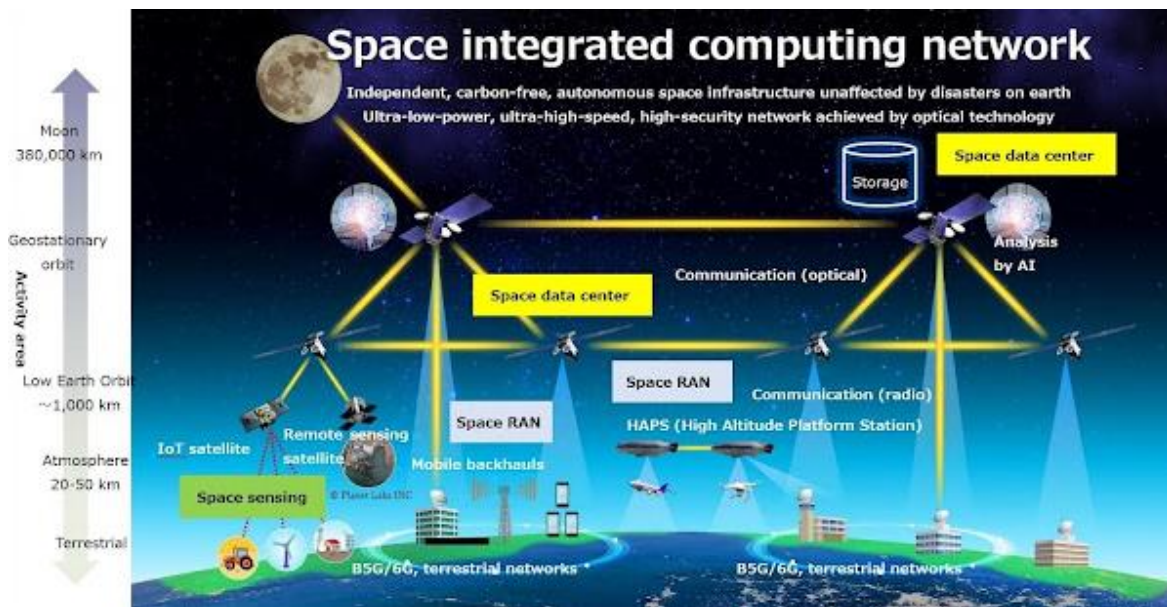 Space integrated computing network
Independent, carbon-free, autonomous space infrastructure unaffected by disasters on earth
Ultra-low-power, ultra-high-speed, high-security network achieved by optical technology
Moon
380,000 km
Storage
Space data center
Geostationary
orbit
Analysis
by AI
Communication (optical)
Space data center
Activity area
Low Earth Orbit
～1,000 km
Space RAN
Communication (radio)
Space RAN
HAPS (High Altitude Platform Station)
IoT satellite
Remote sensing
satellite
Atmosphere
20-50 km
Mobile backhauls
Space sensing
© Planet Labs INC
Terrestrial
B5G/6G, terrestrial networks
B5G/6G, terrestrial networks